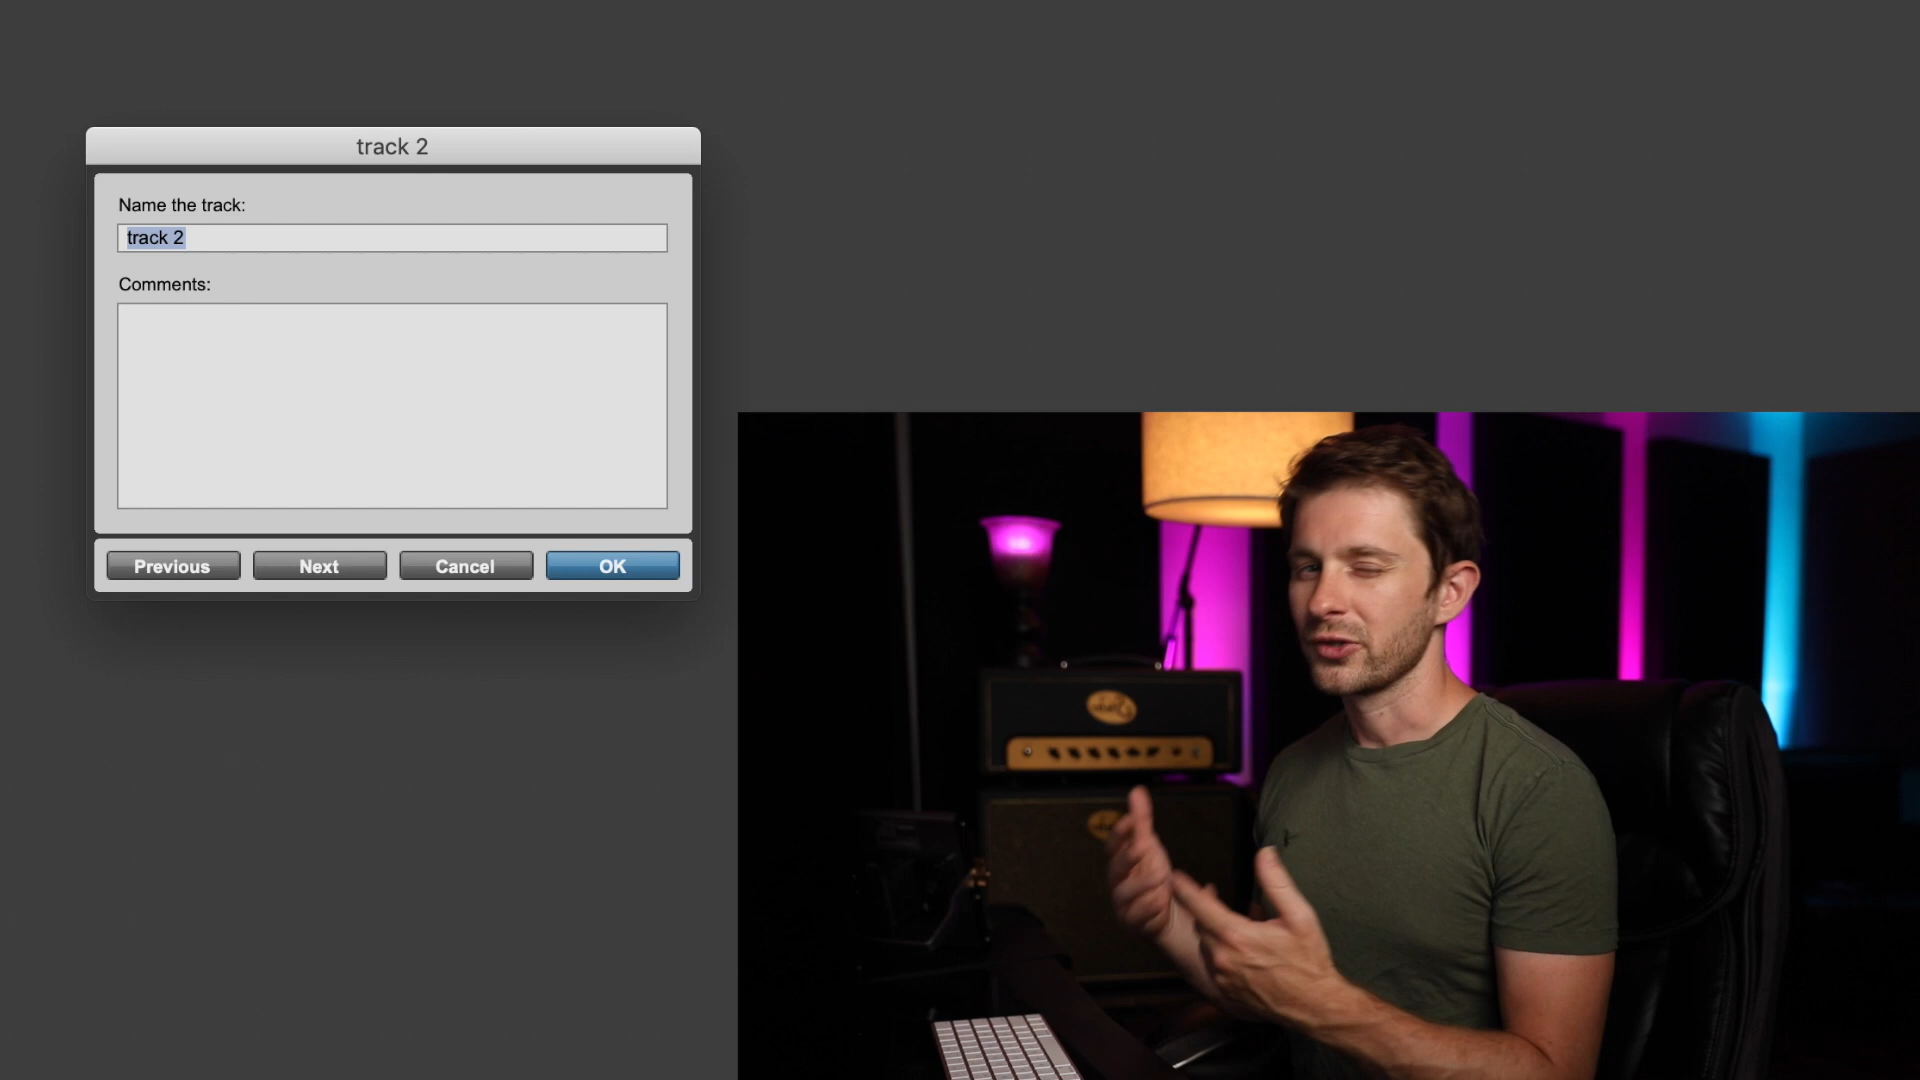 track 2
Name the track:
track 2
Comments:
Previous
Next
Cancel
OK